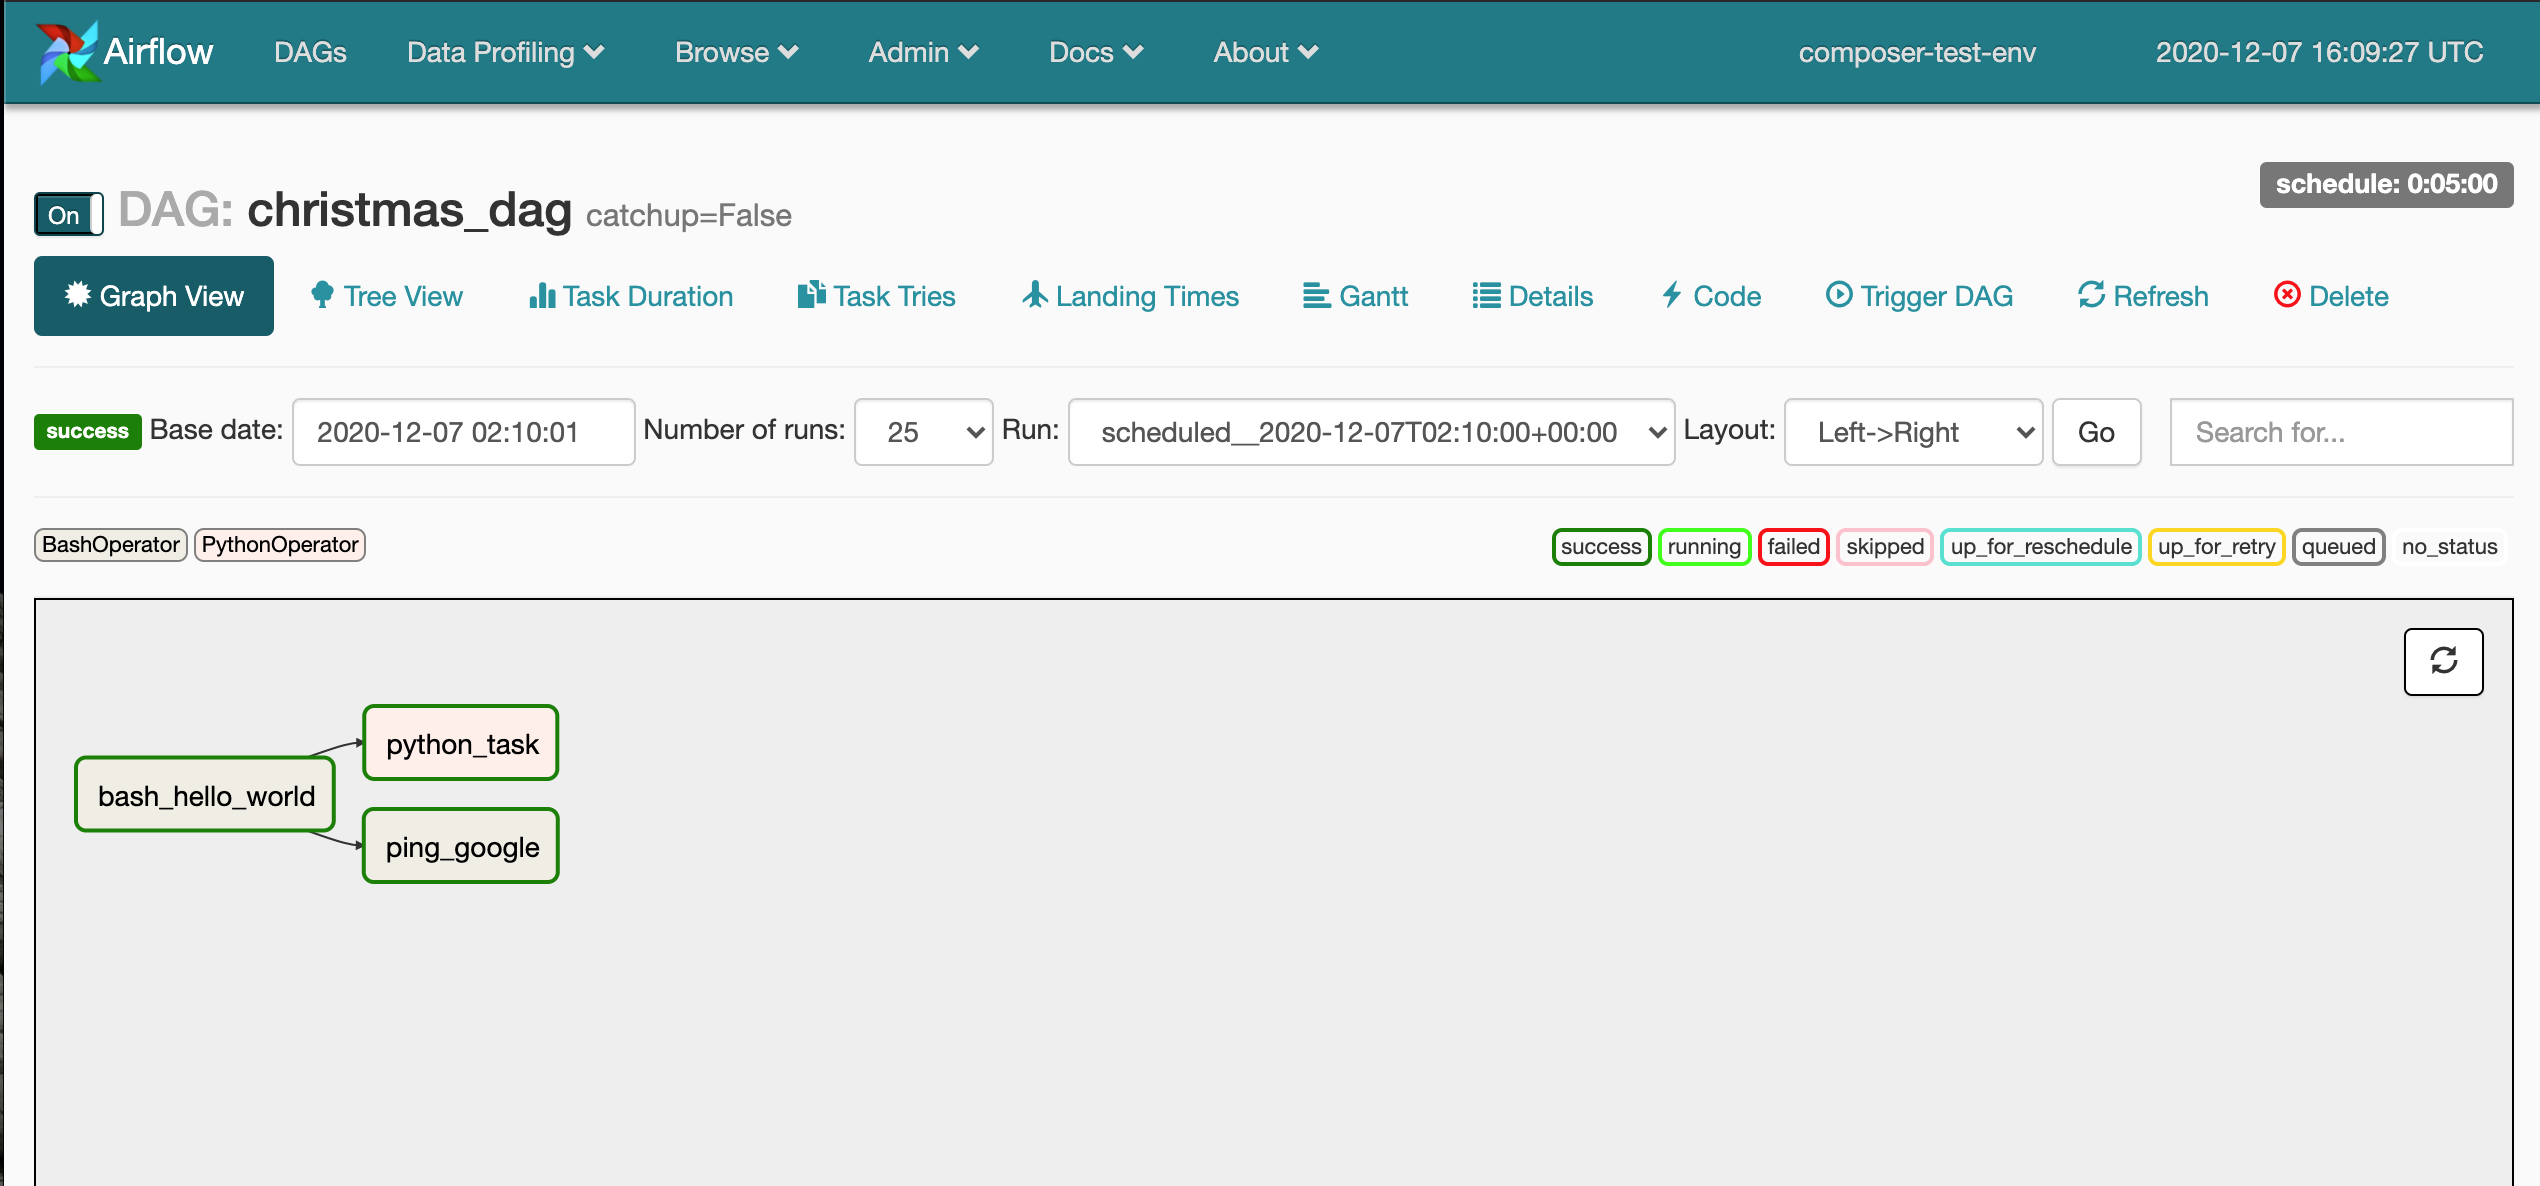 Airflow DAGs Data Profiling Browse Admin Docs About composer-test-env 2020-12-07 16:09:27 UTC
schedule: 0:05:00
On DAG: christmas_dag catchup=False
Graph View Tree View Task Duration Task Tries Landing Times Gantt Details Code Trigger DAG Refresh Delete
success Base date: 2020-12-07 02:10:01 Number of runs: 25 Run: scheduled__2020-12-07T02:10:00+00:00 Layout: Left->Right Go Search for...
BashOperator PythonOperator success running failed skipped up_for_reschedule up_for_retry queued no_status
python_task
bash_hello_world
ping_google